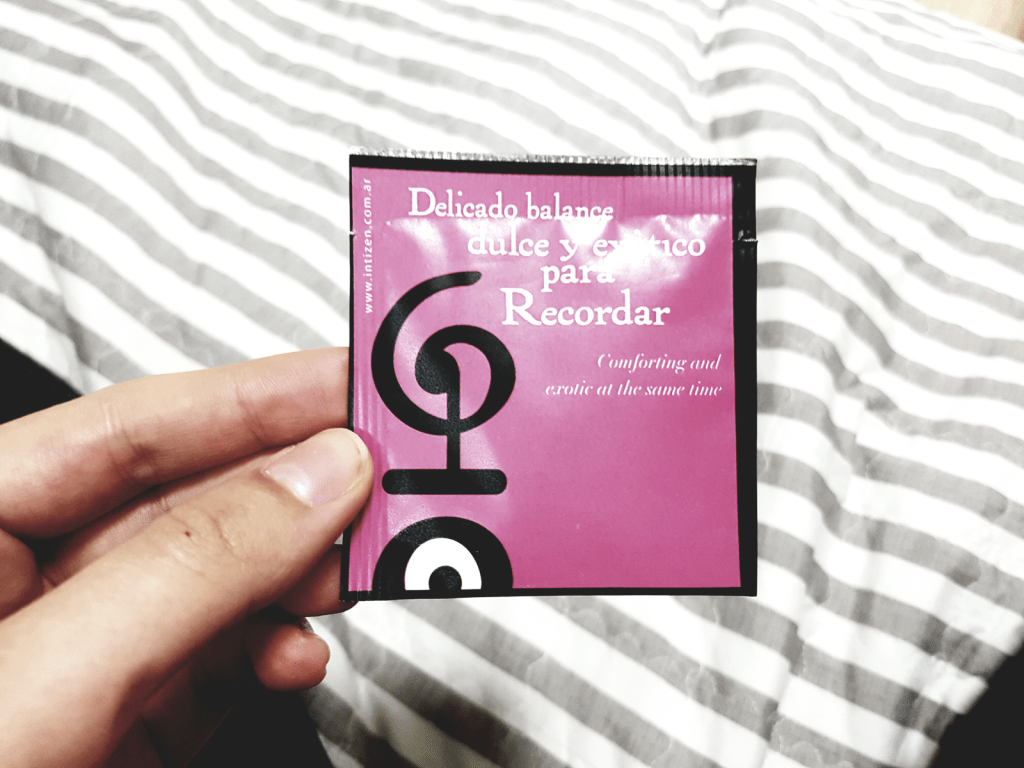 www.intizen.com.ar
Delicado balance
dulce y exótico
para
Recordar
Comforting and
exotic at the same time